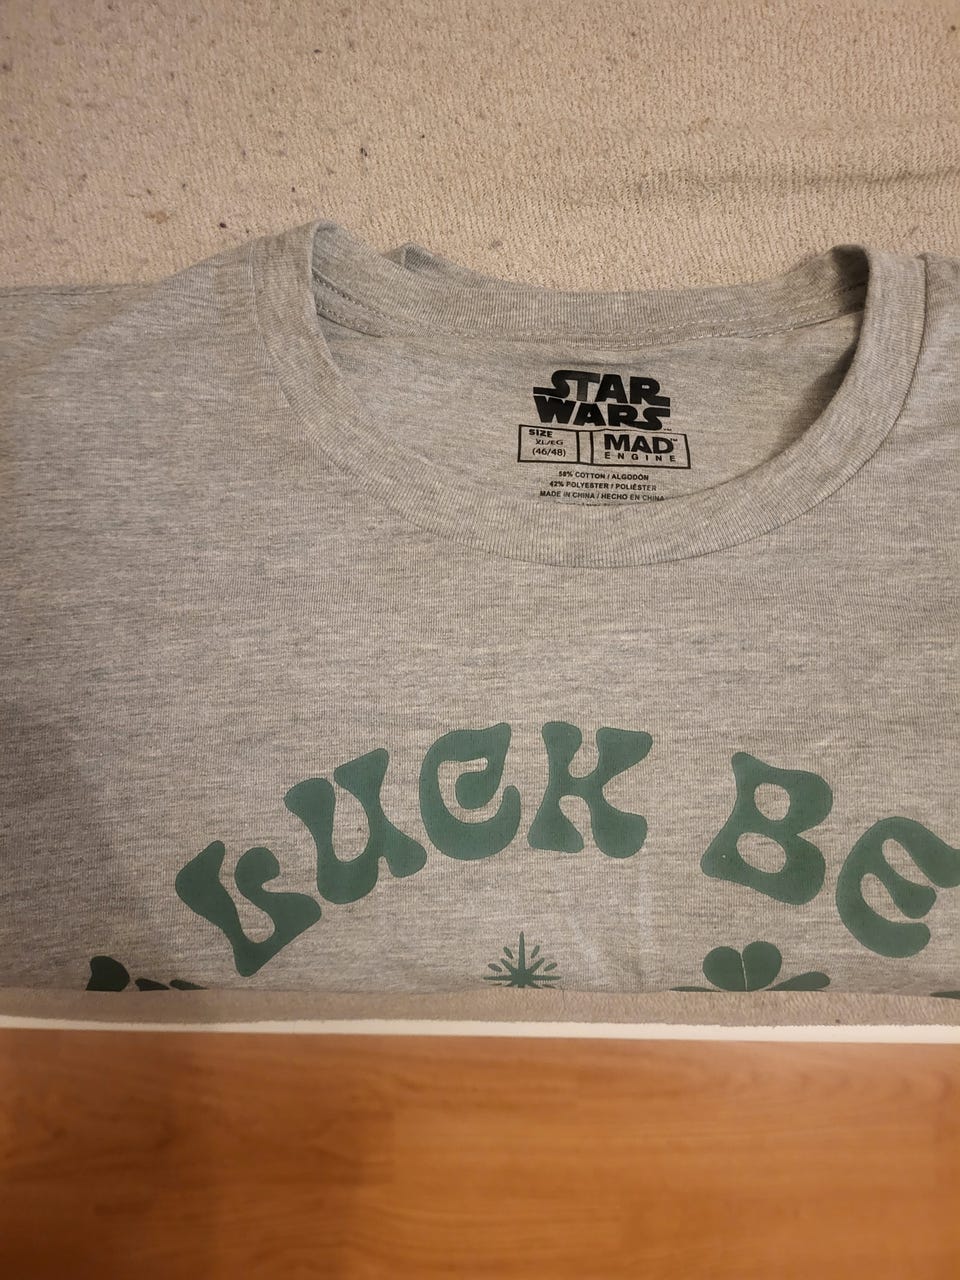 STAR
WARS
SIZE
XL/EG
(46/48)
MAD™
ENGINE
58% COTTON / ALGODÓN
42% POLYESTER / POLIÉSTER
MADE IN CHINA / HECHO EN CHINA
LUCK BE